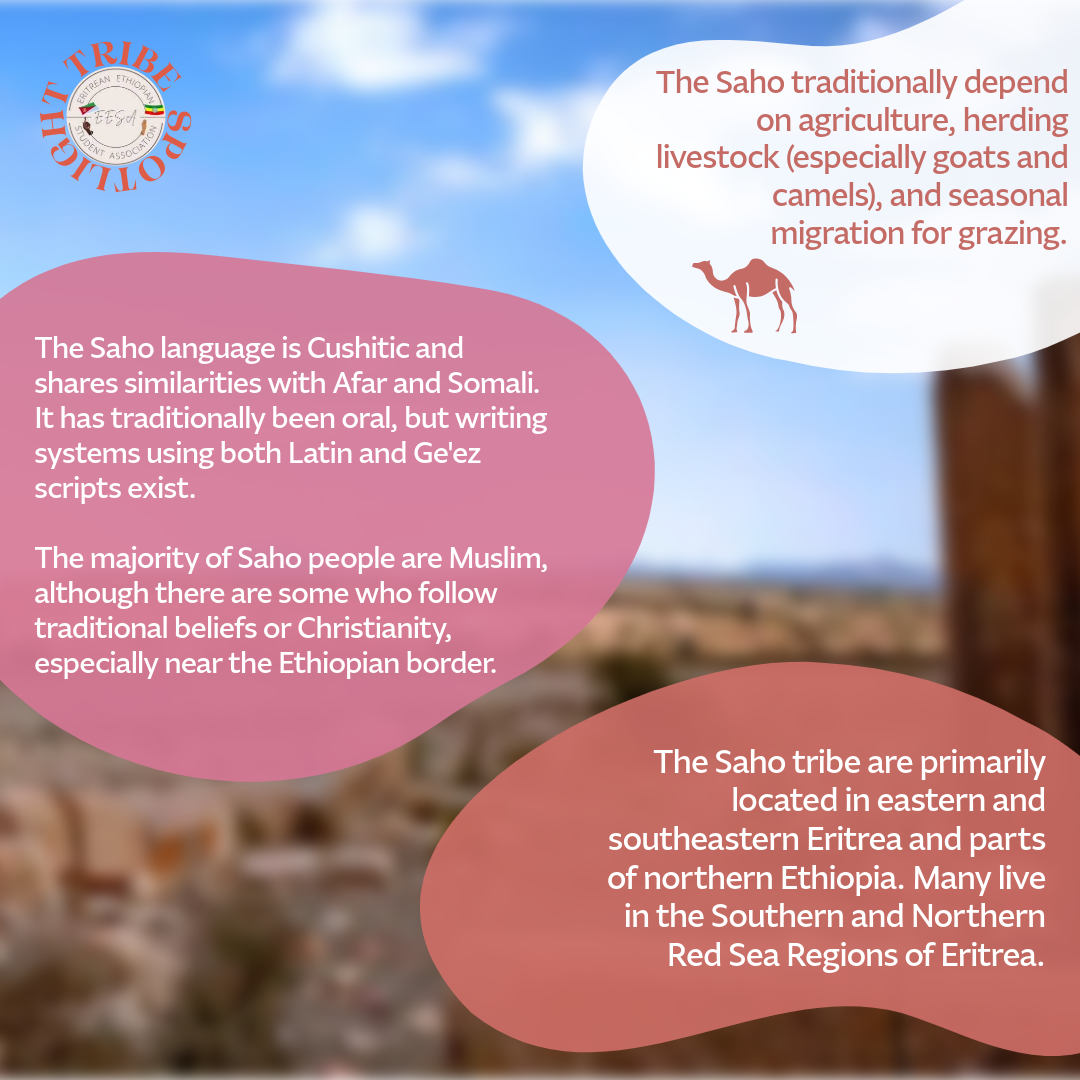 TRIBE SPOTLIGHT
ERITREAN ETHIOPIAN
EESA
STUDENT ASSOCIATION
The Saho traditionally depend
on agriculture, herding
livestock (especially goats and
camels), and seasonal
migration for grazing.
The Saho language is Cushitic and
shares similarities with Afar and Somali.
It has traditionally been oral, but writing
systems using both Latin and Ge'ez
scripts exist.
The majority of Saho people are Muslim,
although there are some who follow
traditional beliefs or Christianity,
especially near the Ethiopian border.
The Saho tribe are primarily
located in eastern and
southeastern Eritrea and parts
of northern Ethiopia. Many live
in the Southern and Northern
Red Sea Regions of Eritrea.